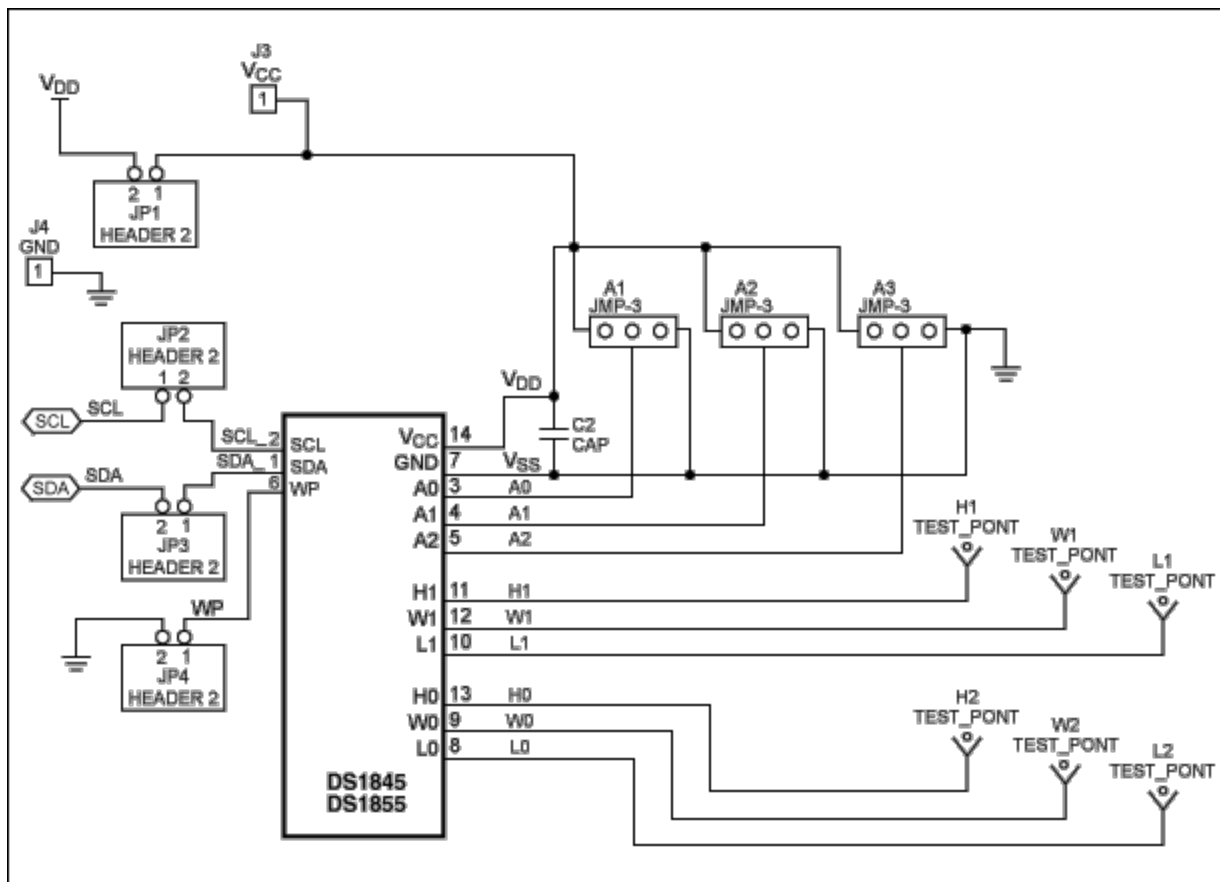 J3
VCC
1
VDD
2 1
JP1
HEADER 2
J4
GND
1
A1
JMP-3
A2
JMP-3
A3
JMP-3
JP2
HEADER 2
1 2
SCL
SCL
VDD
C2
CAP
SCL_2
SCL
VCC 14
SDA_1
SDA
GND 7
VSS
SDA
SDA
6
WP
A0 3
A0
A1 4
A1
A2 5
A2
2 1
JP3
HEADER 2
H1
TEST_PONT
W1
TEST_PONT
L1
TEST_PONT
H1 11
H1
W1 12
W1
L1 10
L1
WP
2 1
JP4
HEADER 2
H0 13
H0
W0 9
W0
L0 8
L0
H2
TEST_PONT
W2
TEST_PONT
L2
TEST_PONT
DS1845
DS1855